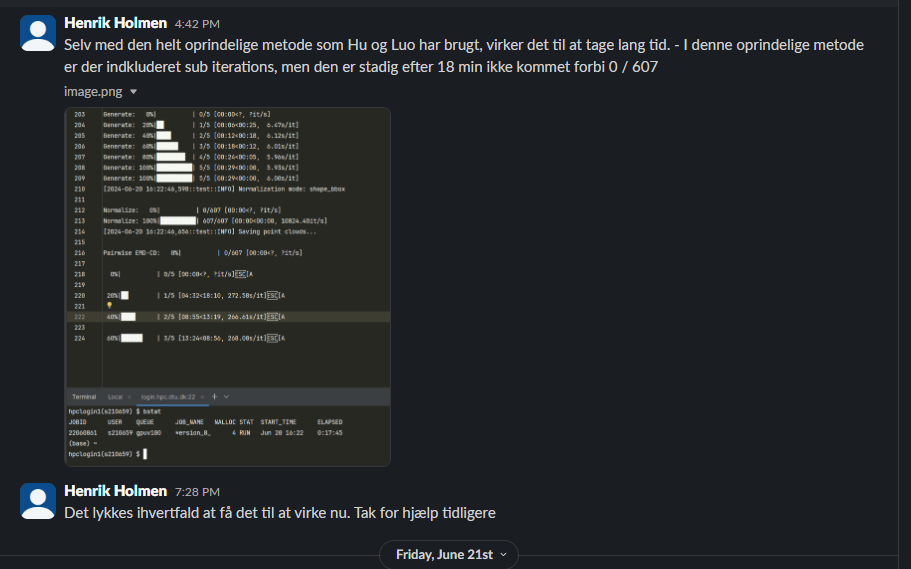 Henrik Holmen 4:42 PM
Selv med den helt oprindelige metode som Hu og Luo har brugt, virker det til at tage lang tid. - I denne oprindelige metode
er der indkluderet sub iterations, men den er stadig efter 18 min ikke kommet forbi 0 / 607
image.png
203 Generate: 0%| | 0/5 [00:00<?, ?it/s]
204 Generate: 20%| | 1/5 [00:06<00:25, 6.47s/it]
205 Generate: 40%| | 2/5 [00:12<00:18, 6.12s/it]
206 Generate: 60%| | 3/5 [00:18<00:12, 6.01s/it]
207 Generate: 80%| | 4/5 [00:24<00:05, 5.96s/it]
208 Generate: 100%| | 5/5 [00:29<00:00, 5.93s/it]
209 Generate: 100%| | 5/5 [00:29<00:00, 6.00s/it]
210 [2024-06-20 16:22:46,598::test::INFO] Normalization mode: shape_bbox
211
212 Normalize: 0%| | 0/607 [00:00<?, ?it/s]
213 Normalize: 100%| | 607/607 [00:00<00:00, 10824.40it/s]
214 [2024-06-20 16:22:46,656::test::INFO] Saving point clouds...
215
216 Pairwise EMD-CD: 0%| | 0/607 [00:00<?, ?it/s]
217
218 0%| | 0/5 [00:00<?, ?it/s]ESC[A
219
220 20%| | 1/5 [04:32<18:10, 272.58s/it]ESC[A
221
222 40%| | 2/5 [08:55<13:19, 266.61s/it]ESC[A
223
224 60%| | 3/5 [13:24<08:56, 268.08s/it]ESC[A
Terminal Local × login.hpc.dtu.dk:22 × +
hpclogin1(s210659) $ bstat
JOBID USER QUEUE JOB_NAME NALLOC STAT START_TIME ELAPSED
22060861 s210659 gpuv100 *ersion_0_ 4 RUN Jun 20 16:22 0:17:45
(base) ~
hpclogin1(s210659) $
Henrik Holmen 7:28 PM
Det lykkes ihvertfald at få det til at virke nu. Tak for hjælp tidligere
Friday, June 21st